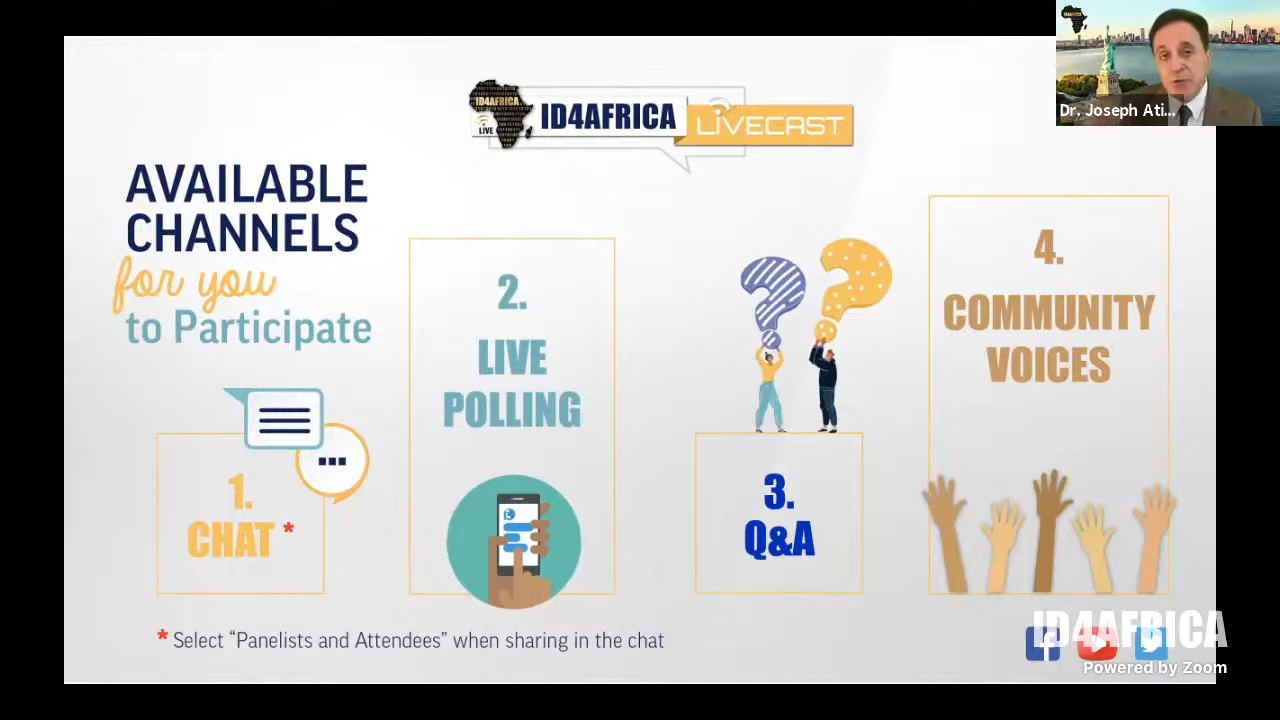 ID4AFRICA
LIVE
ID4AFRICA
LIVECAST
Dr. Joseph Ati...
AVAILABLE
CHANNELS
for you
to Participate
1.
CHAT *
2.
LIVE
POLLING
3.
Q&A
4.
COMMUNITY
VOICES
* Select “Panelists and Attendees” when sharing in the chat
ID4AFRICA
Powered by Zoom